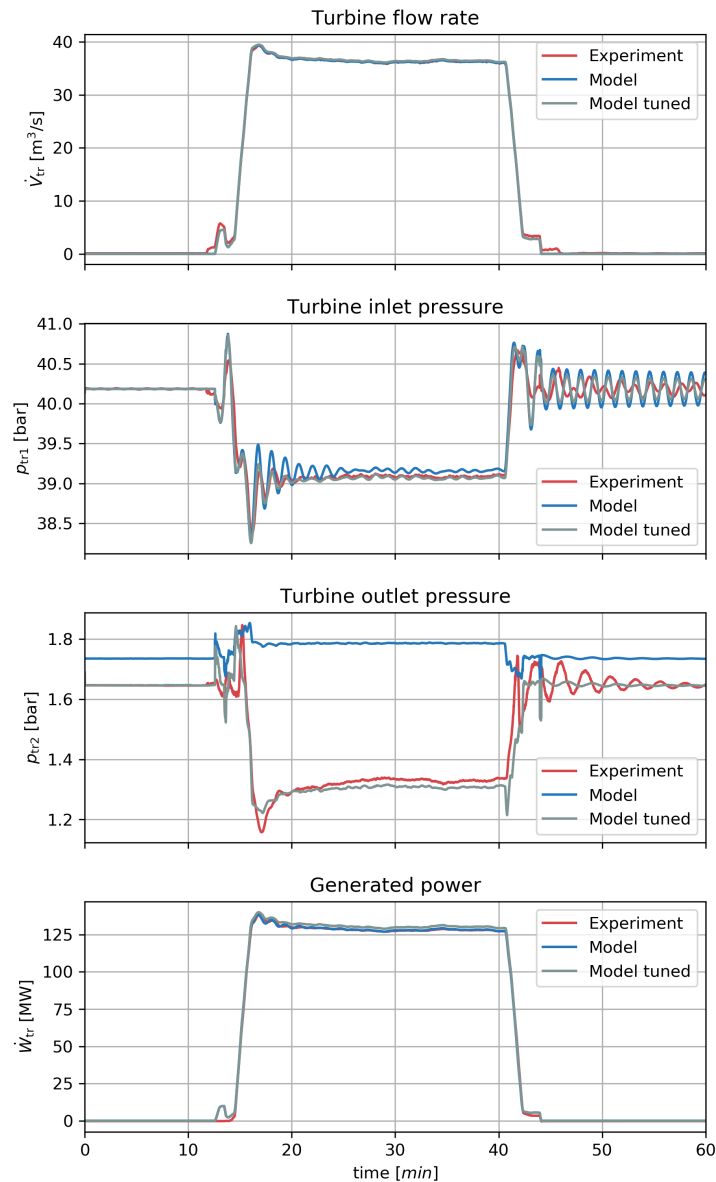 Turbine flow rate
40
30
20
10
0
V̇tr [m³/s]
Experiment
Model
Model tuned
Turbine inlet pressure
41.0
40.5
40.0
39.5
39.0
38.5
ptr1 [bar]
Experiment
Model
Model tuned
Turbine outlet pressure
1.8
1.6
1.4
1.2
ptr2 [bar]
Experiment
Model
Model tuned
Generated power
125
100
75
50
25
0
Ẇtr [MW]
Experiment
Model
Model tuned
0 10 20 30 40 50 60
time [min]